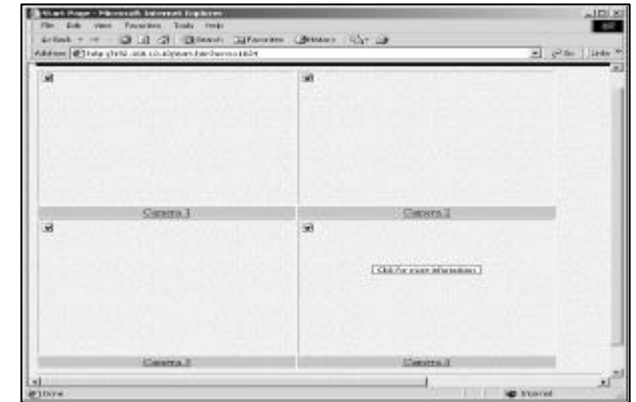 Start Page - Microsoft Internet Explorer
File Edit View Favorites Tools Help
Back Search Favorites History
Address
Go Links
Camera 1
Camera 2
Camera 3
Click for more information
Done Internet